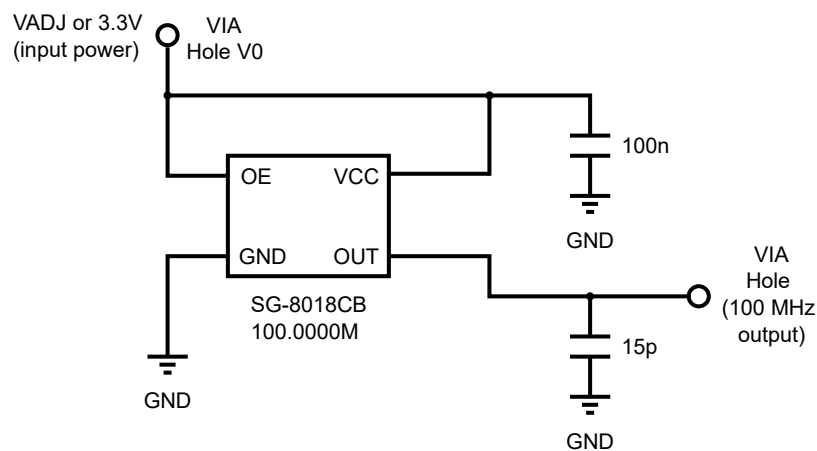 VADJ or 3.3V
(input power)
VIA
Hole V0
100n
GND
OE
VCC
GND
OUT
SG-8018CB
100.0000M
GND
VIA
Hole
(100 MHz
output)
15p
GND